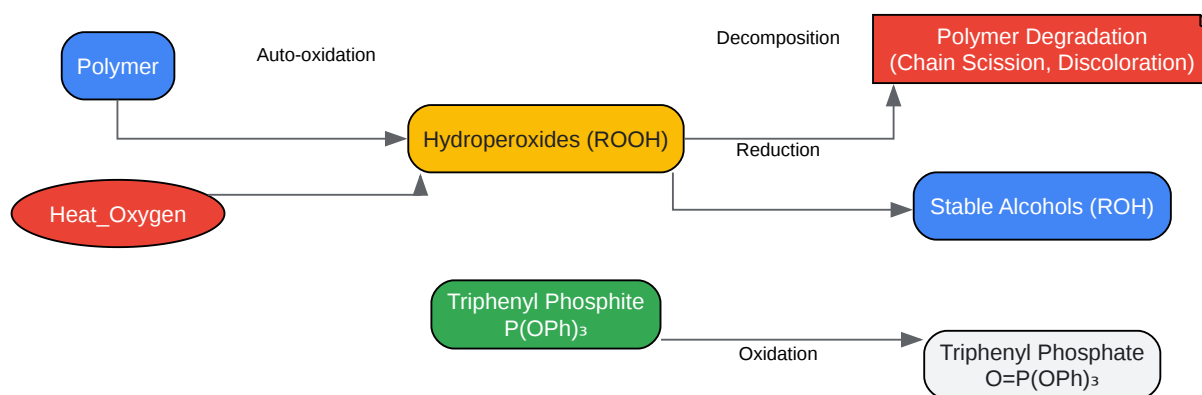 Polymer
Auto-oxidation
Decomposition
Polymer Degradation
(Chain Scission, Discoloration)
Hydroperoxides (ROOH)
Reduction
Heat_Oxygen
Stable Alcohols (ROH)
Triphenyl Phosphite
P(OPh)₃
Oxidation
Triphenyl Phosphate
O=P(OPh)₃